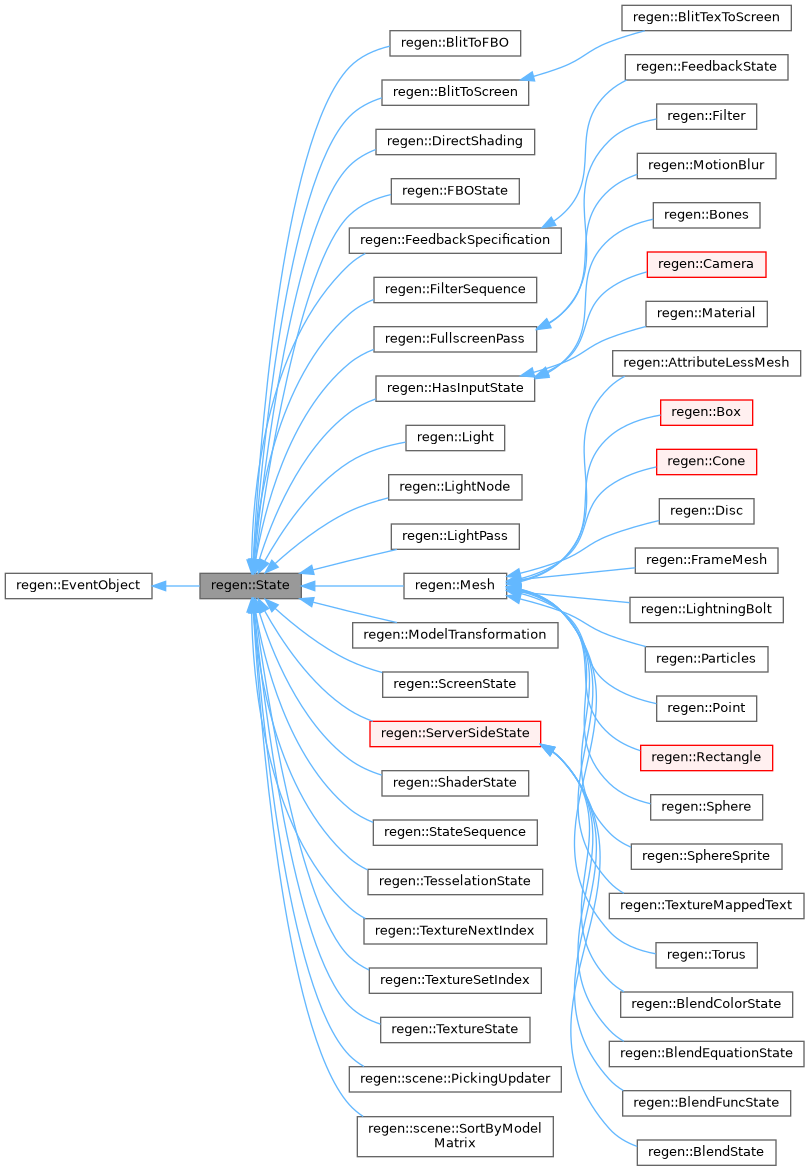 regen::EventObject
regen::State
regen::BlitToFBO
regen::BlitToScreen
regen::DirectShading
regen::FBOState
regen::FeedbackSpecification
regen::FilterSequence
regen::FullscreenPass
regen::HasInputState
regen::Light
regen::LightNode
regen::LightPass
regen::Mesh
regen::ModelTransformation
regen::ScreenState
regen::ServerSideState
regen::ShaderState
regen::StateSequence
regen::TesselationState
regen::TextureNextIndex
regen::TextureSetIndex
regen::TextureState
regen::scene::PickingUpdater
regen::scene::SortByModel
Matrix
regen::BlitTexToScreen
regen::FeedbackState
regen::Filter
regen::MotionBlur
regen::Bones
regen::Camera
regen::Material
regen::AttributeLessMesh
regen::Box
regen::Cone
regen::Disc
regen::FrameMesh
regen::LightningBolt
regen::Particles
regen::Point
regen::Rectangle
regen::Sphere
regen::SphereSprite
regen::TextureMappedText
regen::Torus
regen::BlendColorState
regen::BlendEquationState
regen::BlendFuncState
regen::BlendState